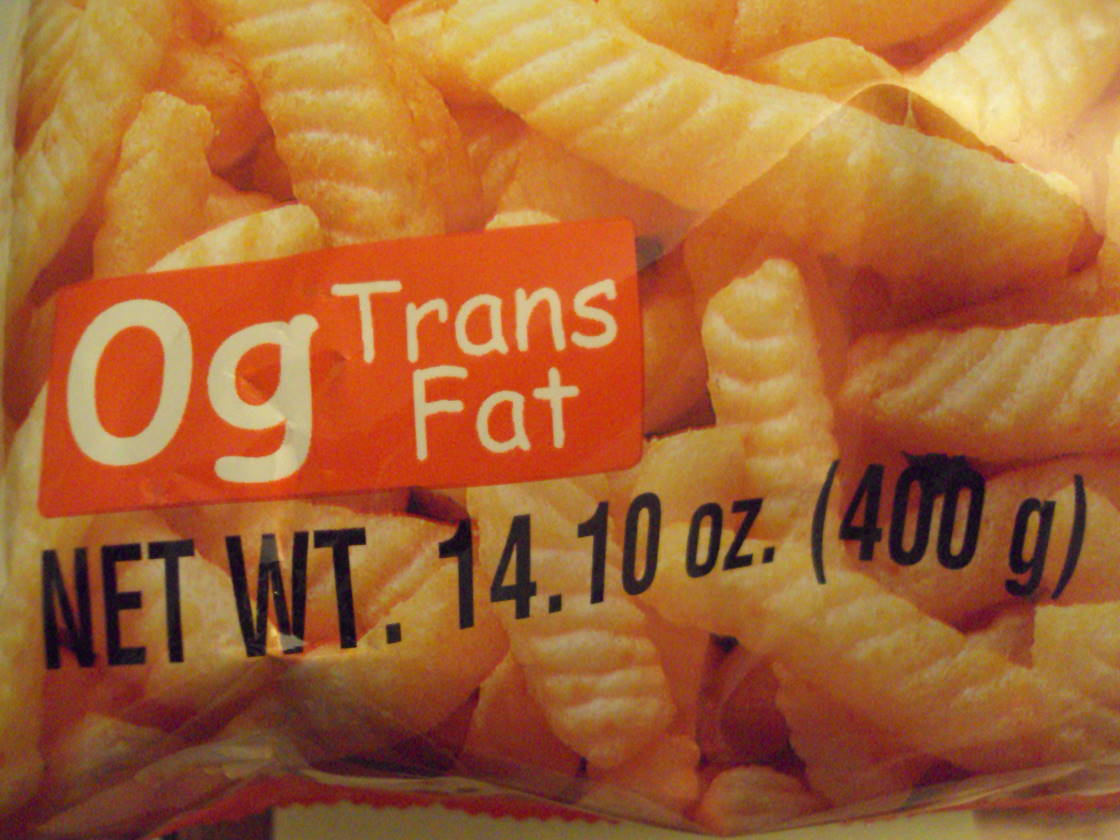 0g Trans
Fat
NET WT. 14.10 oz. (400 g)